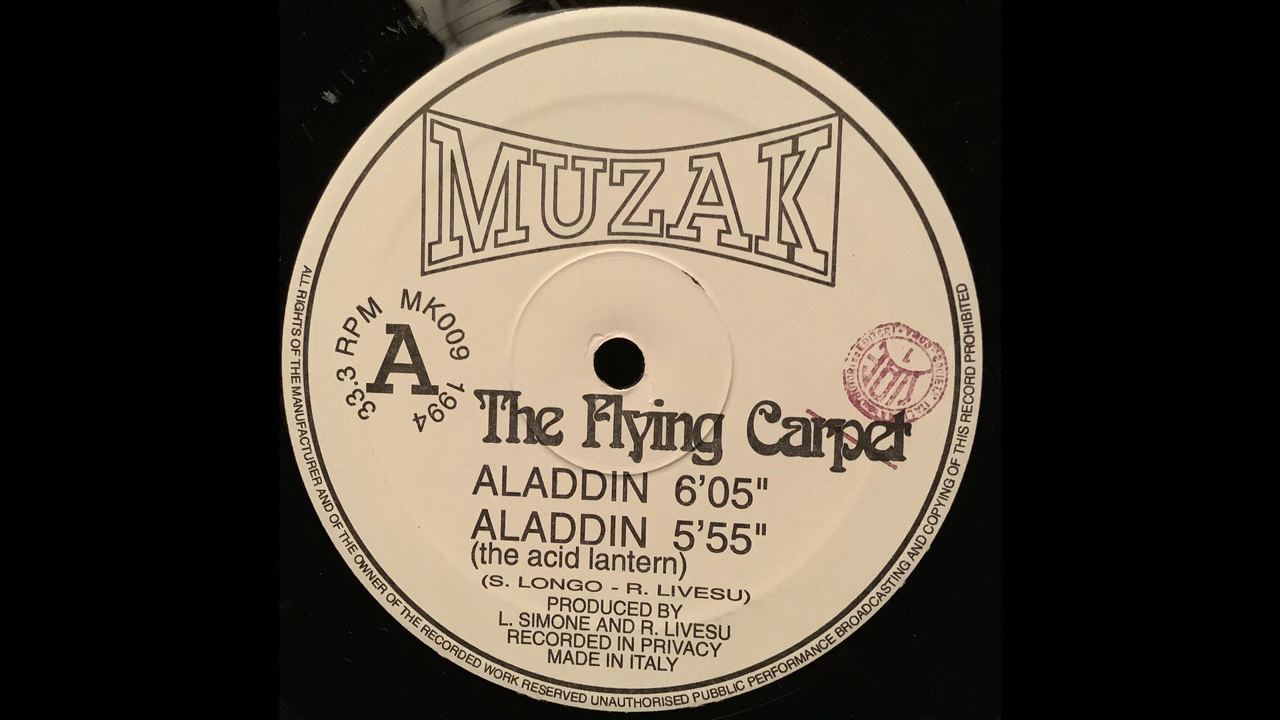 MUZAK
33.3 RPM MK009 1994
A
The Flying Carpet
ALADDIN 6'05"
ALADDIN 5'55"
(the acid lantern)
(S. LONGO - R. LIVESU)
PRODUCED BY
L. SIMONE AND R. LIVESU
RECORDED IN PRIVACY
MADE IN ITALY
ALL RIGHTS OF THE MANUFACTURER AND OF THE OWNER OF THE RECORDED WORK RESERVED UNAUTHORISED PUBBLIC PERFORMANCE BROADCASTING AND COPYING OF THIS RECORD PROHIBITED